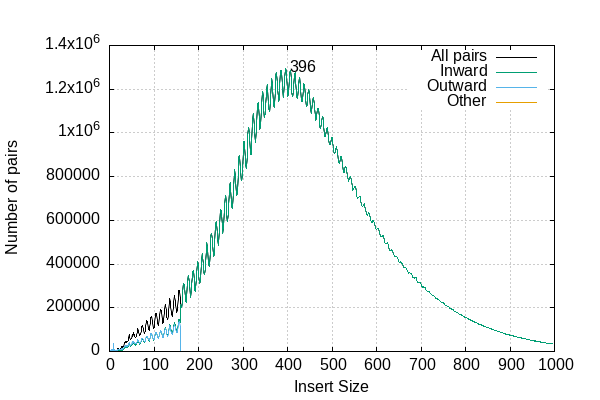 1.4x10^6
1.2x10^6
1x10^6
800000
600000
400000
200000
0
Number of pairs
396
All pairs
Inward
Outward
Other
0 100 200 300 400 500 600 700 800 900 1000
Insert Size